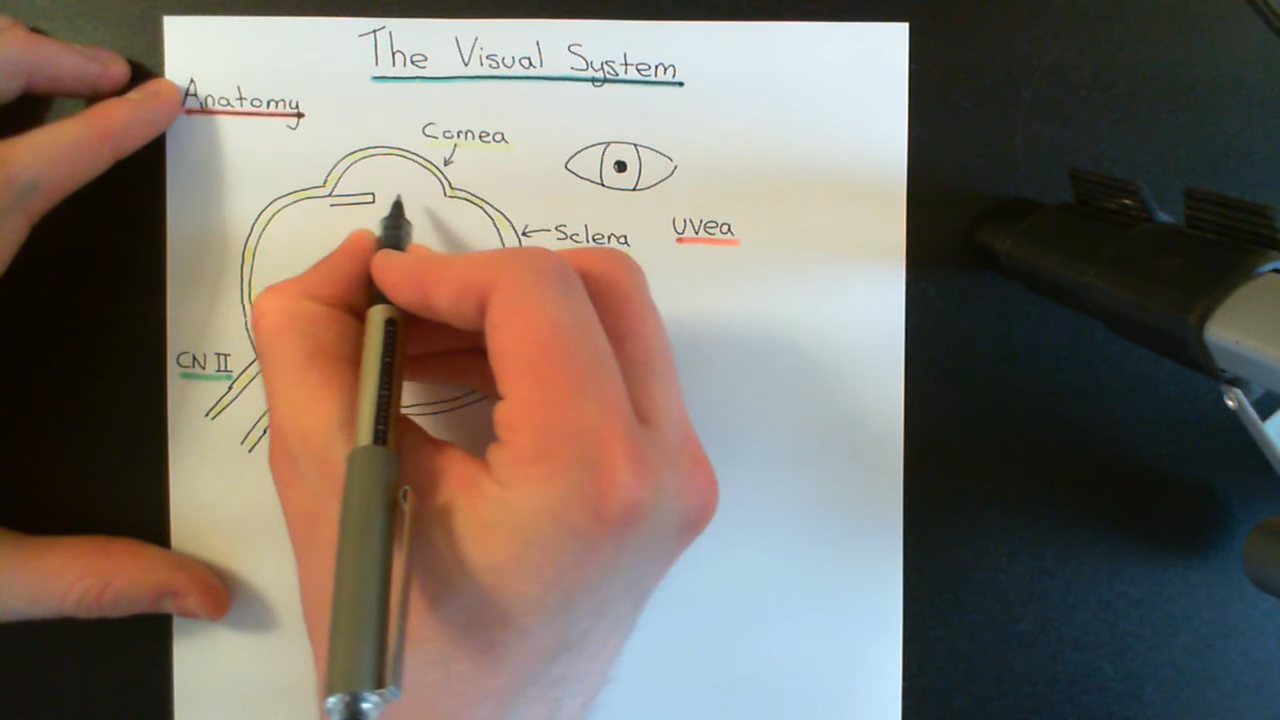 The Visual System
Anatomy
Cornea
Sclera
uvea
CN II